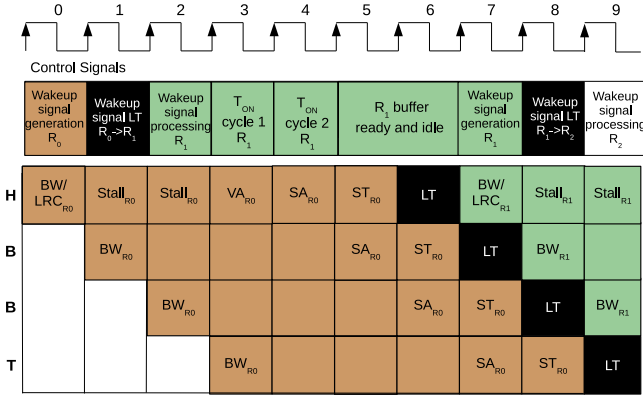 0 1 2 3 4 5 6 7 8 9
Control Signals
Wakeup
signal
generation
R0
Wakeup
signal LT
R0->R1
Wakeup
signal
processing
R1
TON
cycle 1
R1
TON
cycle 2
R1
R1 buffer
ready and idle
Wakeup
signal
generation
R1
Wakeup
signal LT
R1->R2
Wakeup
signal
processing
R2
H BW/ StallR0 StallR0 VAR0 SAR0 STR0 LT BW/ StallR1 StallR1
LRCR0 LRCR1
B BWR0 SAR0 STR0 LT BWR1
B BWR0 SAR0 STR0 LT BWR1
T BWR0 SAR0 STR0 LT